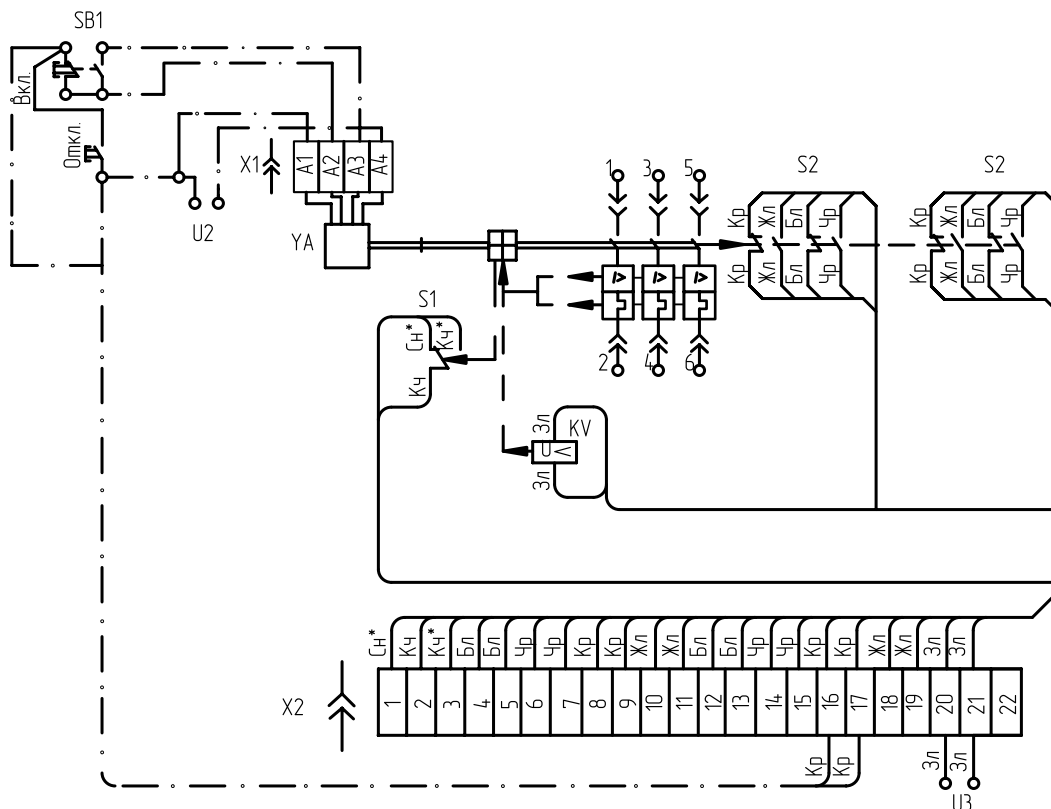 SB1
Вкл.
Откл.
X1
A1 A2 A3 A4
U2
YA
1 3 5
S2 S2
Кр Жл Бл Чр Кр Жл Бл Чр
Кр Жл Бл Чр Кр Жл Бл Чр
I> I> I>
2 4 6
S1
Сн* Кч*
Кч
Зл KV
U<
Зл
Сн* Кч Кч* Бл Бл Чр Чр Кр Кр Жл Жл Бл Бл Чр Чр Кр Кр Жл Жл Зл Зл
X2
1 2 3 4 5 6 7 8 9 10 11 12 13 14 15 16 17 18 19 20 21 22
Кр Кр Зл Зл
U3